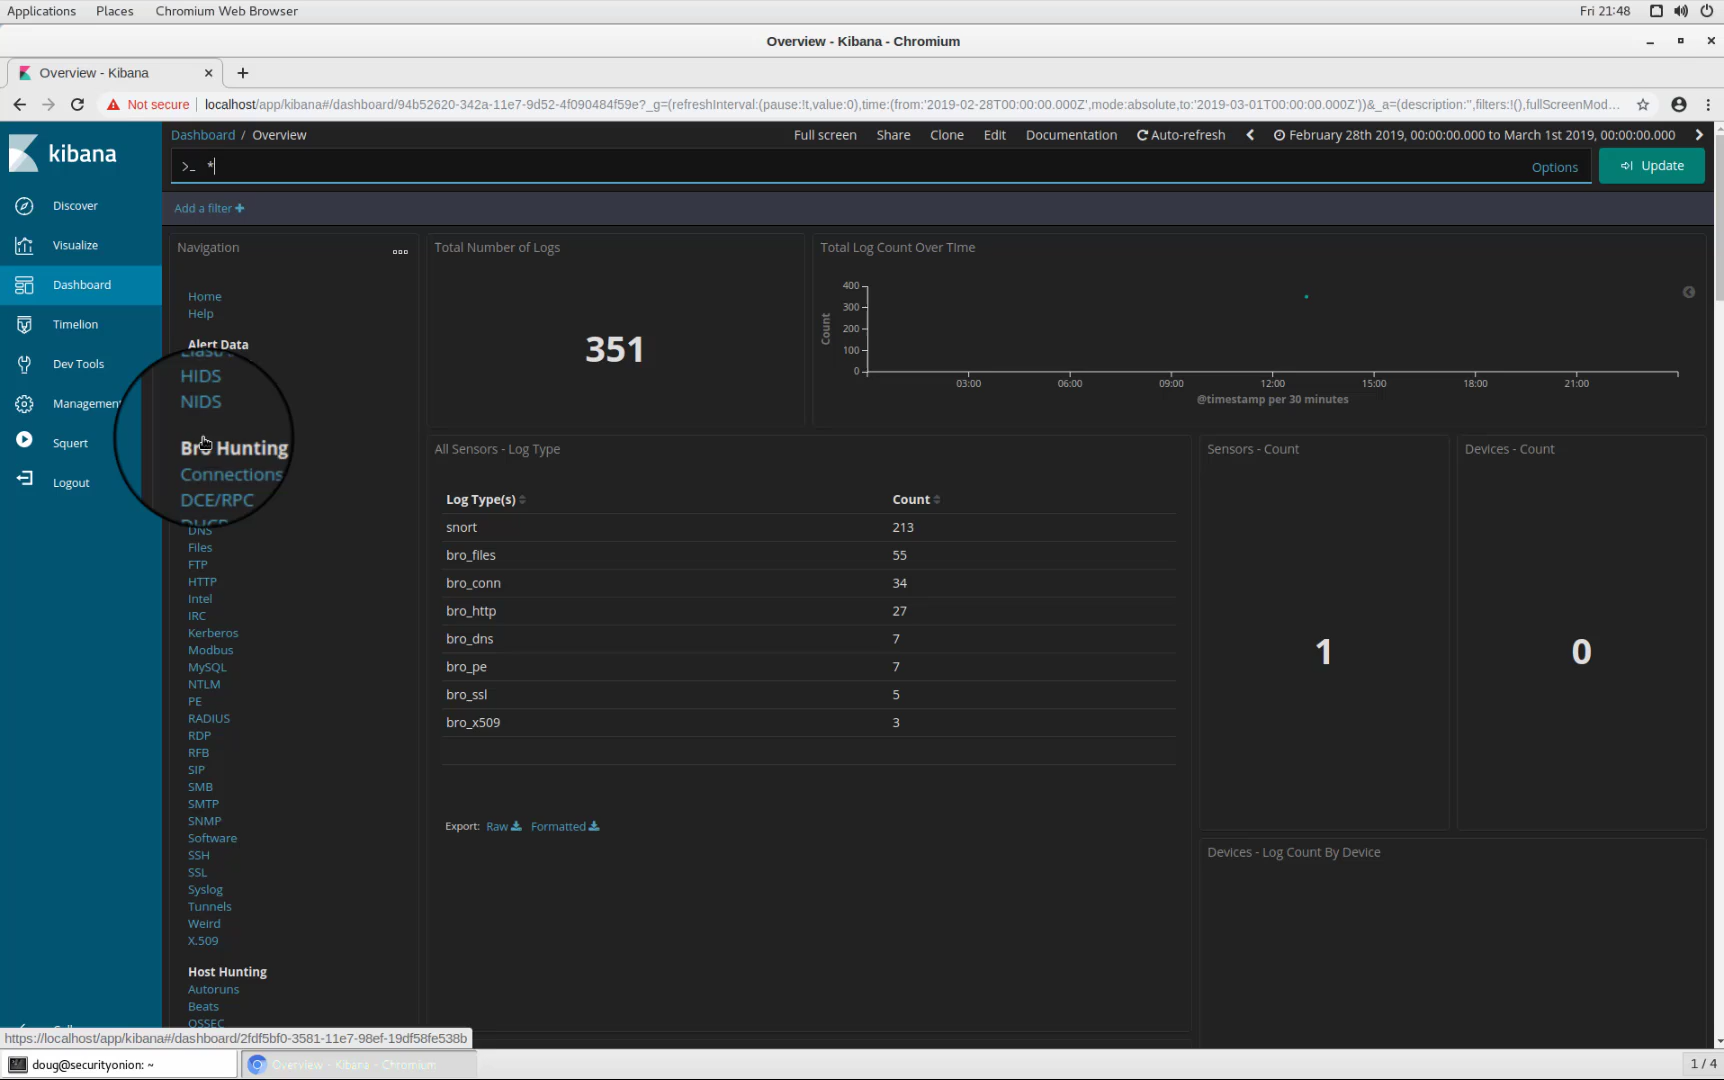 Applications Places Chromium Web Browser Fri 21:48
Overview - Kibana - Chromium
Overview - Kibana
Not secure localhost/app/kibana#/dashboard/94b52620-342a-11e7-9d52-4f090484f59e?_g=(refreshInterval:(pause:!t,value:0),time:(from:'2019-02-28T00:00:00.000Z',mode:absolute,to:'2019-03-01T00:00:00.000Z'))&_a=(description:'',filters:!(),fullScreenMod...
kibana
Discover
Visualize
Dashboard
Timelion
Dev Tools
Management
Squert
Logout
Dashboard / Overview
Full screen Share Clone Edit Documentation Auto-refresh February 28th 2019, 00:00:00.000 to March 1st 2019, 00:00:00.000
>_ *
Options
Update
Add a filter +
Navigation
Home
Help
Alert Data
HIDS
NIDS
Bro Hunting
Connections
DCE/RPC
DNS
Files
FTP
HTTP
Intel
IRC
Kerberos
Modbus
MySQL
NTLM
PE
RADIUS
RDP
RFB
SIP
SMB
SMTP
SNMP
Software
SSH
SSL
Syslog
Tunnels
Weird
X.509
Host Hunting
Autoruns
Beats
OSSEC
Total Number of Logs
351
Total Log Count Over TIme
Count
400
300
200
100
0
03:00 06:00 09:00 12:00 15:00 18:00 21:00
@timestamp per 30 minutes
All Sensors - Log Type
Log Type(s) Count
snort 213
bro_files 55
bro_conn 34
bro_http 27
bro_dns 7
bro_pe 7
bro_ssl 5
bro_x509 3
Export: Raw Formatted
Sensors - Count
1
Devices - Count
0
Devices - Log Count By Device
https://localhost/app/kibana#/dashboard/2fdf5bf0-3581-11e7-98ef-19df58fe538b
doug@securityonion: ~
Overview - Kibana - Chromium
1 / 4